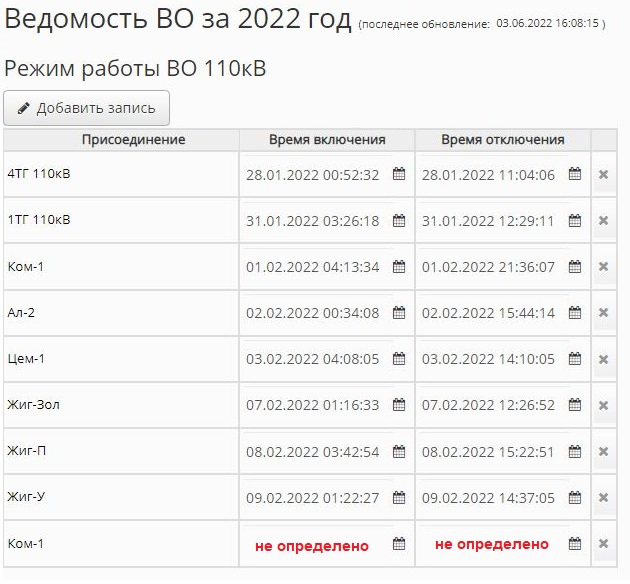 Ведомость ВО за 2022 год (последнее обновление: 03.06.2022 16:08:15 )
Режим работы ВО 110кВ
Добавить запись
Присоединение Время включения Время отключения
4ТГ 110кВ 28.01.2022 00:52:32 28.01.2022 11:04:06
1ТГ 110кВ 31.01.2022 03:26:18 31.01.2022 12:29:11
Ком-1 01.02.2022 04:13:34 01.02.2022 21:36:07
Ал-2 02.02.2022 00:34:08 02.02.2022 15:44:14
Цем-1 03.02.2022 04:08:05 03.02.2022 14:10:05
Жиг-Зол 07.02.2022 01:16:33 07.02.2022 12:26:52
Жиг-П 08.02.2022 03:42:54 08.02.2022 15:22:51
Жиг-У 09.02.2022 01:22:27 09.02.2022 14:37:05
Ком-1 не определено не определено